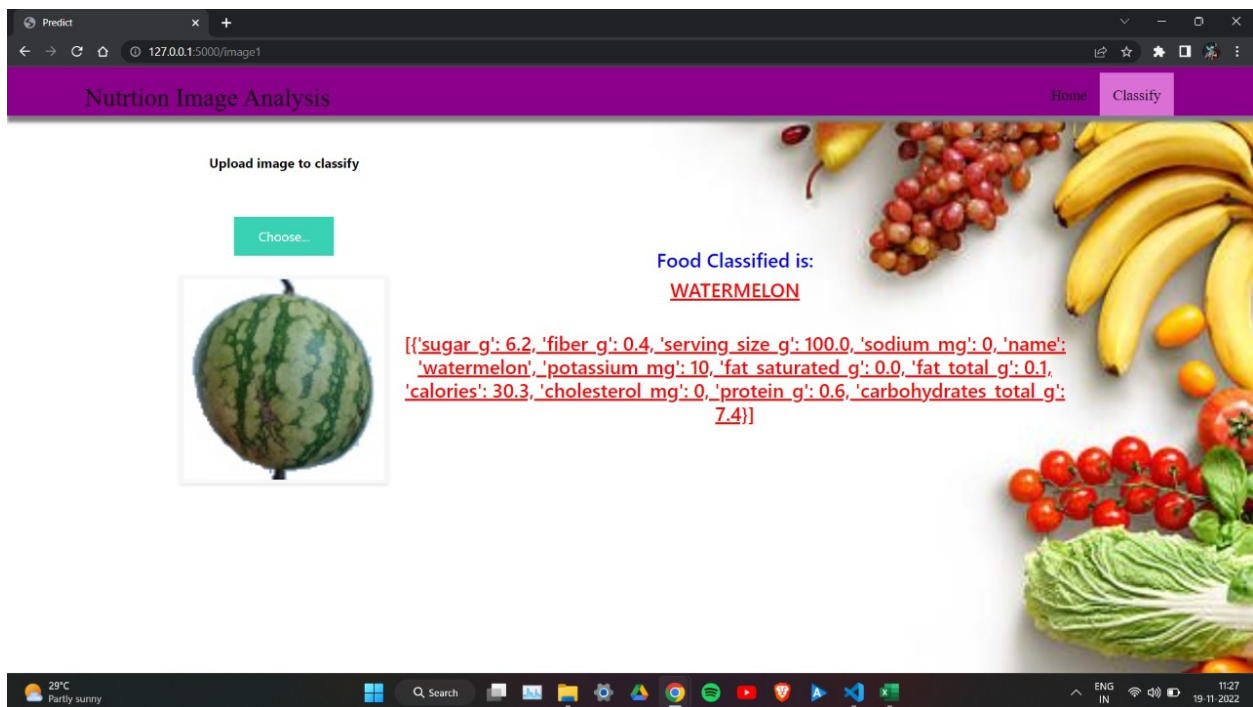 Predict
127.0.0.1:5000/image1
Nutrtion Image Analysis
Home
Classify
Upload image to classify
Choose...
Food Classified is:
WATERMELON
[{'sugar_g': 6.2, 'fiber_g': 0.4, 'serving_size_g': 100.0, 'sodium_mg': 0, 'name':
'watermelon', 'potassium_mg': 10, 'fat_saturated_g': 0.0, 'fat_total_g': 0.1,
'calories': 30.3, 'cholesterol_mg': 0, 'protein_g': 0.6, 'carbohydrates_total_g':
7.4}]
29°C
Partly sunny
Search
ENG
IN
11:27
19-11-2022